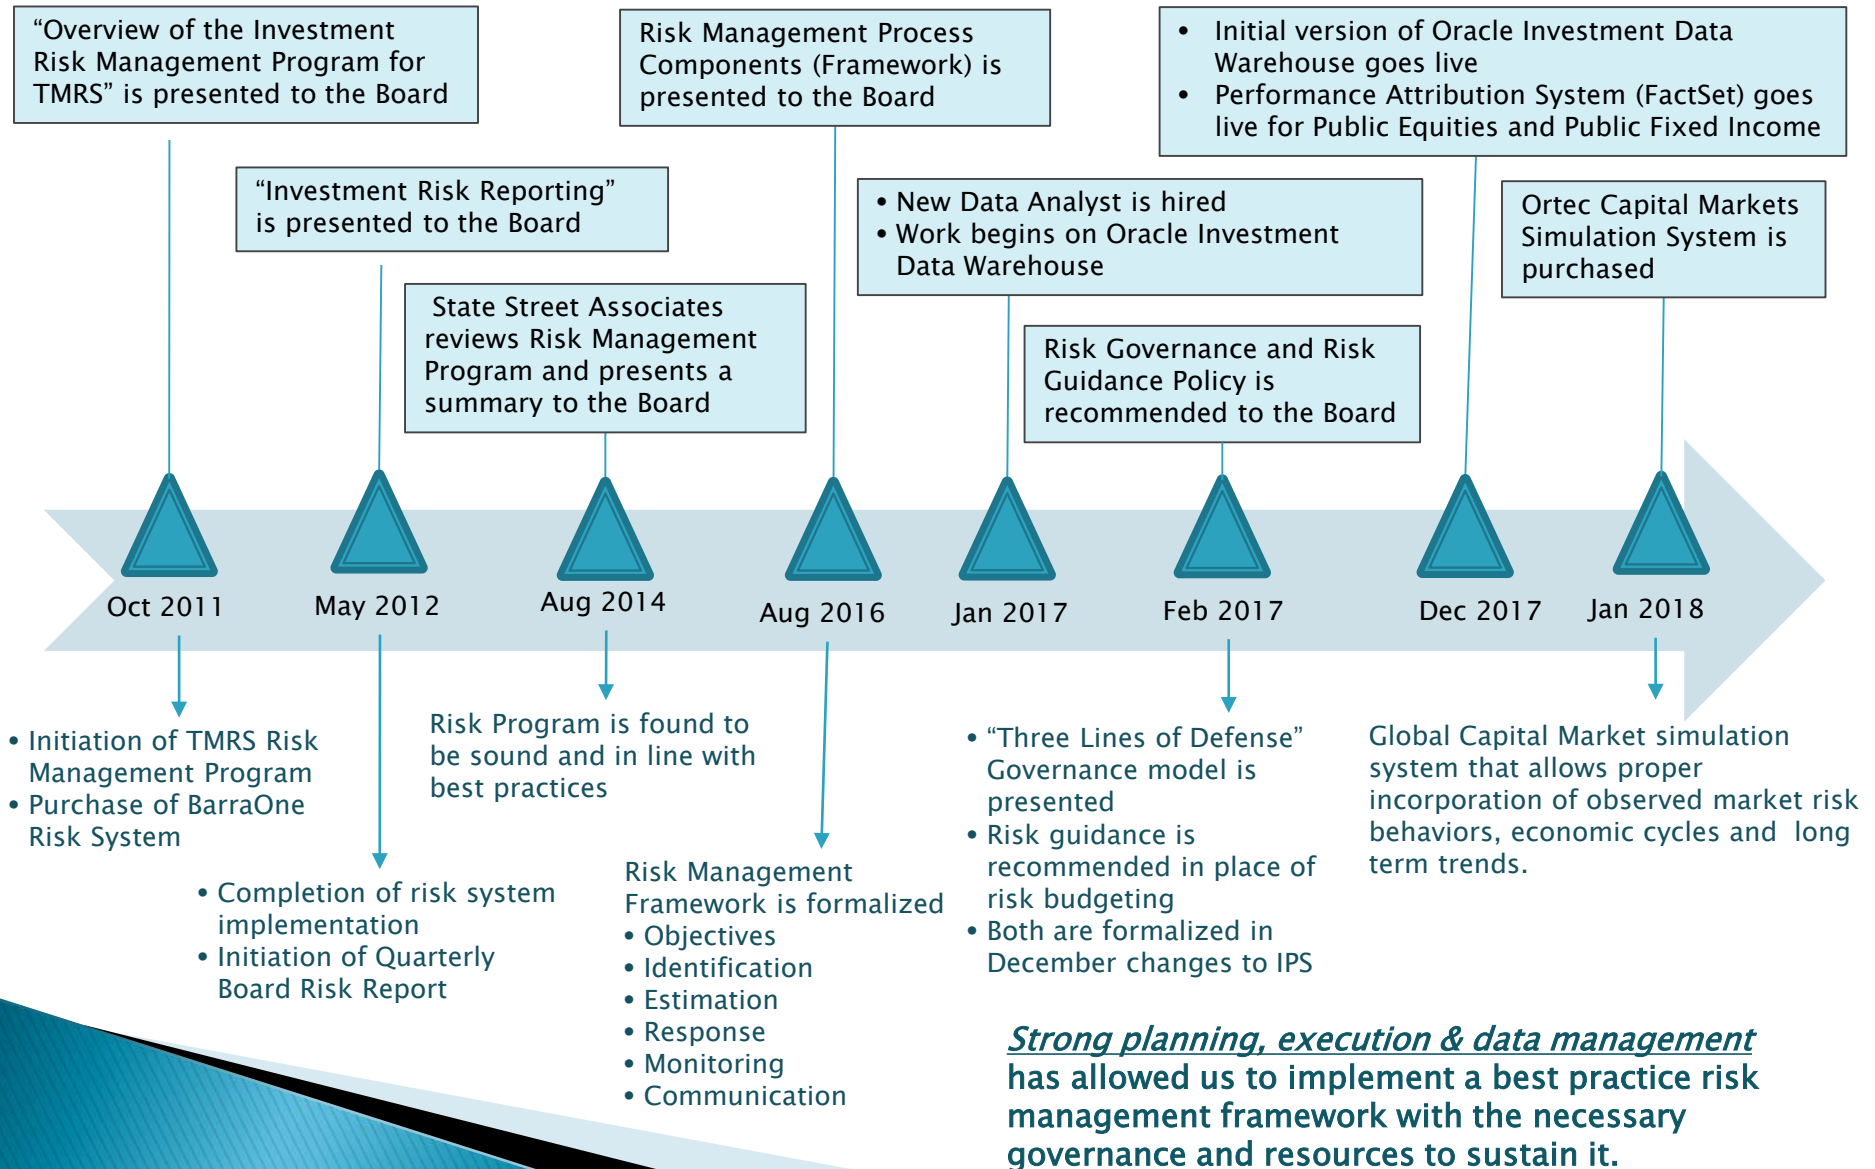 “Overview of the Investment
Risk Management Program for
TMRS” is presented to the Board
“Investment Risk Reporting”
is presented to the Board
State Street Associates
reviews Risk Management
Program and presents a
summary to the Board
Risk Management Process
Components (Framework) is
presented to the Board
• New Data Analyst is hired
• Work begins on Oracle Investment
Data Warehouse
Risk Governance and Risk
Guidance Policy is
recommended to the Board
• Initial version of Oracle Investment Data
Warehouse goes live
• Performance Attribution System (FactSet) goes
live for Public Equities and Public Fixed Income
Ortec Capital Markets
Simulation System is
purchased
Oct 2011
May 2012
Aug 2014
Aug 2016
Jan 2017
Feb 2017
Dec 2017
Jan 2018
• Initiation of TMRS Risk
Management Program
• Purchase of BarraOne
Risk System
• Completion of risk system
implementation
• Initiation of Quarterly
Board Risk Report
Risk Program is found to
be sound and in line with
best practices
Risk Management
Framework is formalized
• Objectives
• Identification
• Estimation
• Response
• Monitoring
• Communication
• “Three Lines of Defense”
Governance model is
presented
• Risk guidance is
recommended in place of
risk budgeting
• Both are formalized in
December changes to IPS
Global Capital Market simulation
system that allows proper
incorporation of observed market risk
behaviors, economic cycles and long
term trends.
Strong planning, execution & data management
has allowed us to implement a best practice risk
management framework with the necessary
governance and resources to sustain it.